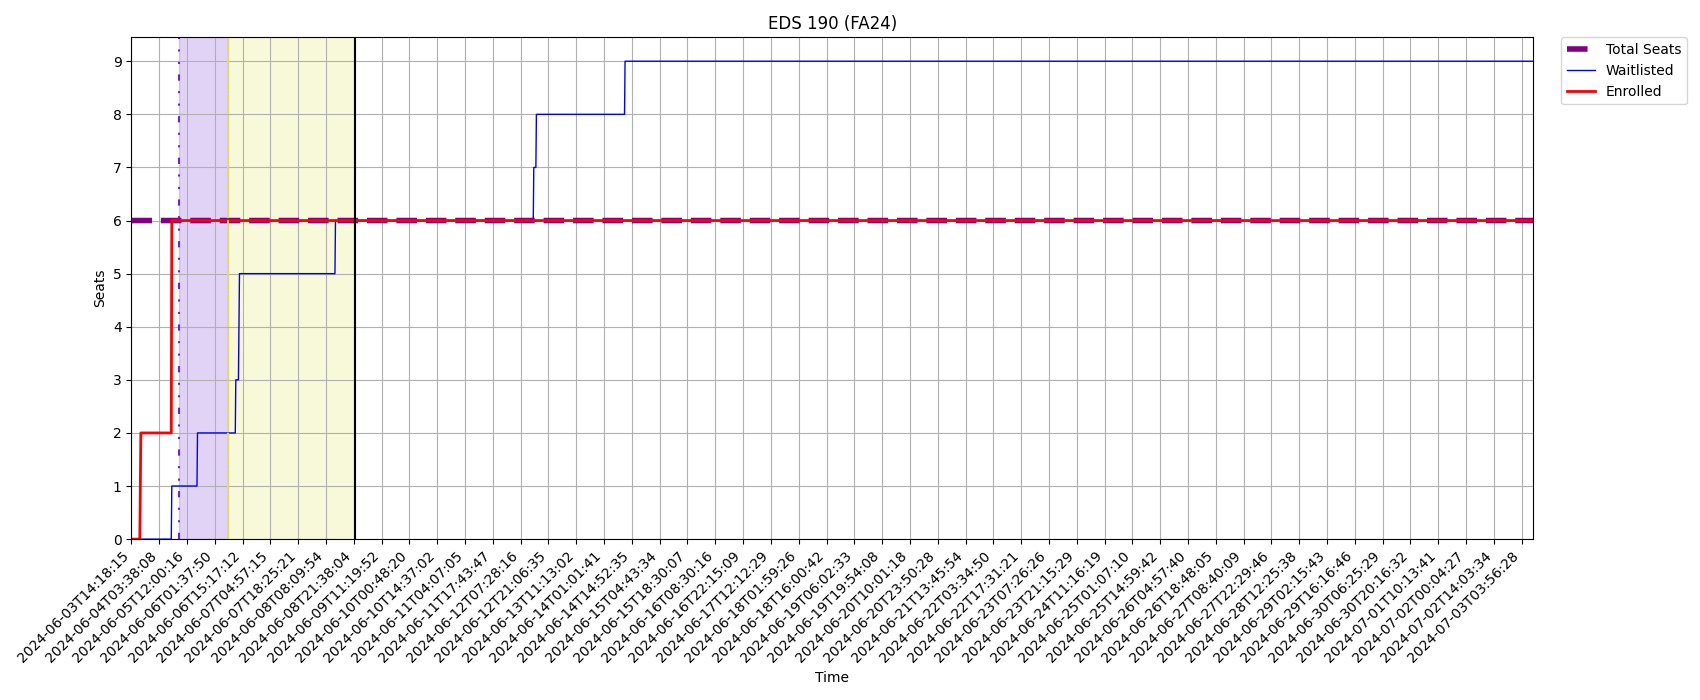 EDS 190 (FA24)
Total Seats
Waitlisted
Enrolled
9
8
7
6
5
4
3
2
1
0
Seats
2024-06-03T14:18:15
2024-06-04T03:38:08
2024-06-05T12:00:16
2024-06-06T01:37:50
2024-06-06T15:17:12
2024-06-07T04:57:15
2024-06-07T18:25:21
2024-06-08T08:09:54
2024-06-08T21:38:04
2024-06-09T11:19:52
2024-06-10T00:48:20
2024-06-10T14:37:02
2024-06-11T04:07:05
2024-06-11T17:43:47
2024-06-12T07:28:16
2024-06-12T21:06:35
2024-06-13T11:13:02
2024-06-14T01:01:41
2024-06-14T14:52:35
2024-06-15T04:43:34
2024-06-15T18:30:07
2024-06-16T08:30:16
2024-06-16T22:15:09
2024-06-17T12:12:29
2024-06-18T01:59:26
2024-06-18T16:00:42
2024-06-19T06:02:33
2024-06-19T19:54:08
2024-06-20T10:01:18
2024-06-20T23:50:28
2024-06-21T13:45:54
2024-06-22T03:34:50
2024-06-22T17:31:21
2024-06-23T07:26:26
2024-06-23T21:15:29
2024-06-24T11:16:19
2024-06-25T01:07:10
2024-06-25T14:59:42
2024-06-26T04:57:40
2024-06-26T18:48:05
2024-06-27T08:40:09
2024-06-27T22:29:46
2024-06-28T12:25:38
2024-06-29T02:15:43
2024-06-29T16:16:46
2024-06-30T06:25:29
2024-06-30T20:16:32
2024-07-01T10:13:41
2024-07-02T00:04:27
2024-07-02T14:03:34
2024-07-03T03:56:28
Time